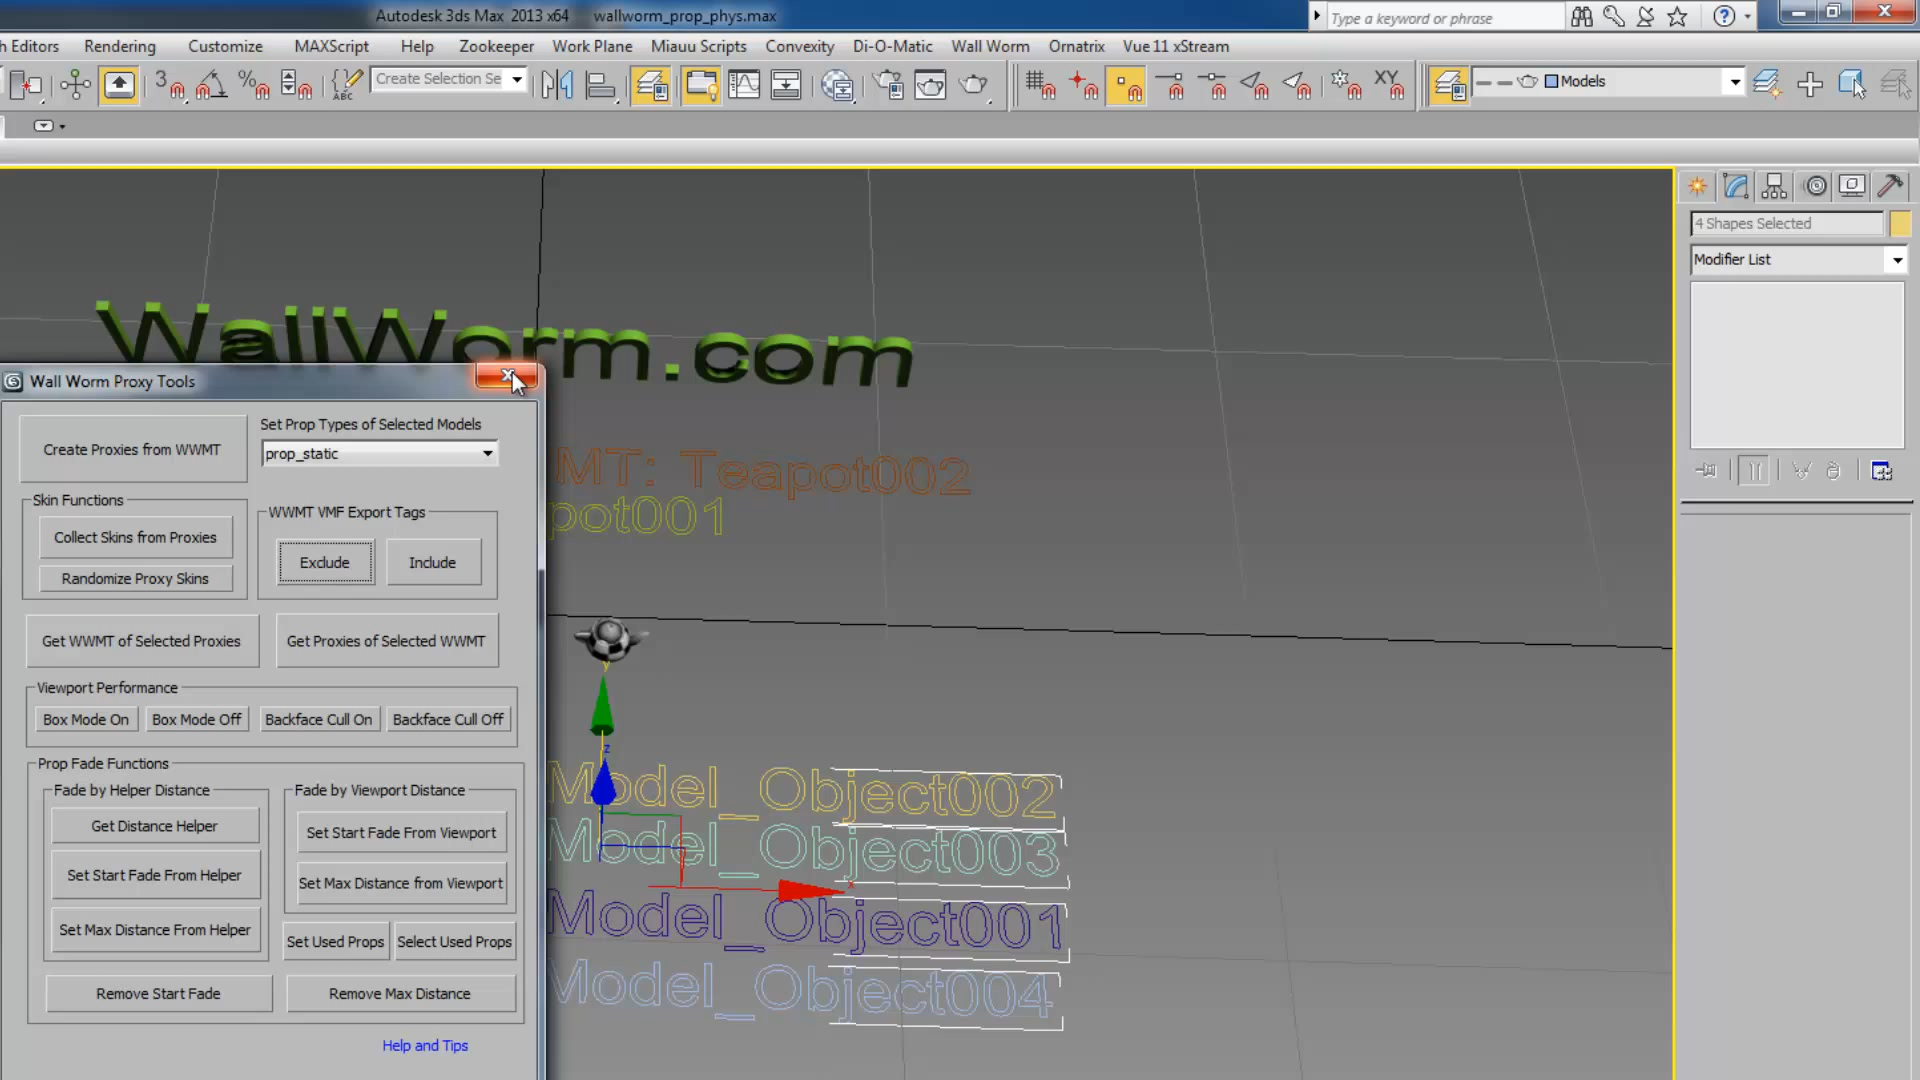 Autodesk 3ds Max 2013 x64 wallworm_prop_phys.max
Type a keyword or phrase
h Editors Rendering Customize MAXScript Help Zookeeper Work Plane Miauu Scripts Convexity Di-O-Matic Wall Worm Ornatrix Vue 11 xStream
3 % ABC Create Selection Se XY Models
4 Shapes Selected
Modifier List
WallWorm.com
Wall Worm Proxy Tools
Create Proxies from WWMT
Set Prop Types of Selected Models
prop_static
MT: Teapot002
pot001
Skin Functions
Collect Skins from Proxies
Randomize Proxy Skins
WWMT VMF Export Tags
Exclude Include
Get WWMT of Selected Proxies Get Proxies of Selected WWMT
Viewport Performance
Box Mode On Box Mode Off Backface Cull On Backface Cull Off
Prop Fade Functions
Fade by Helper Distance
Get Distance Helper
Set Start Fade From Helper
Set Max Distance From Helper
Fade by Viewport Distance
Set Start Fade From Viewport
Set Max Distance from Viewport
Set Used Props Select Used Props
Remove Start Fade Remove Max Distance
Help and Tips
y
z
x
Model_Object002
Model_Object003
Model_Object001
Model_Object004